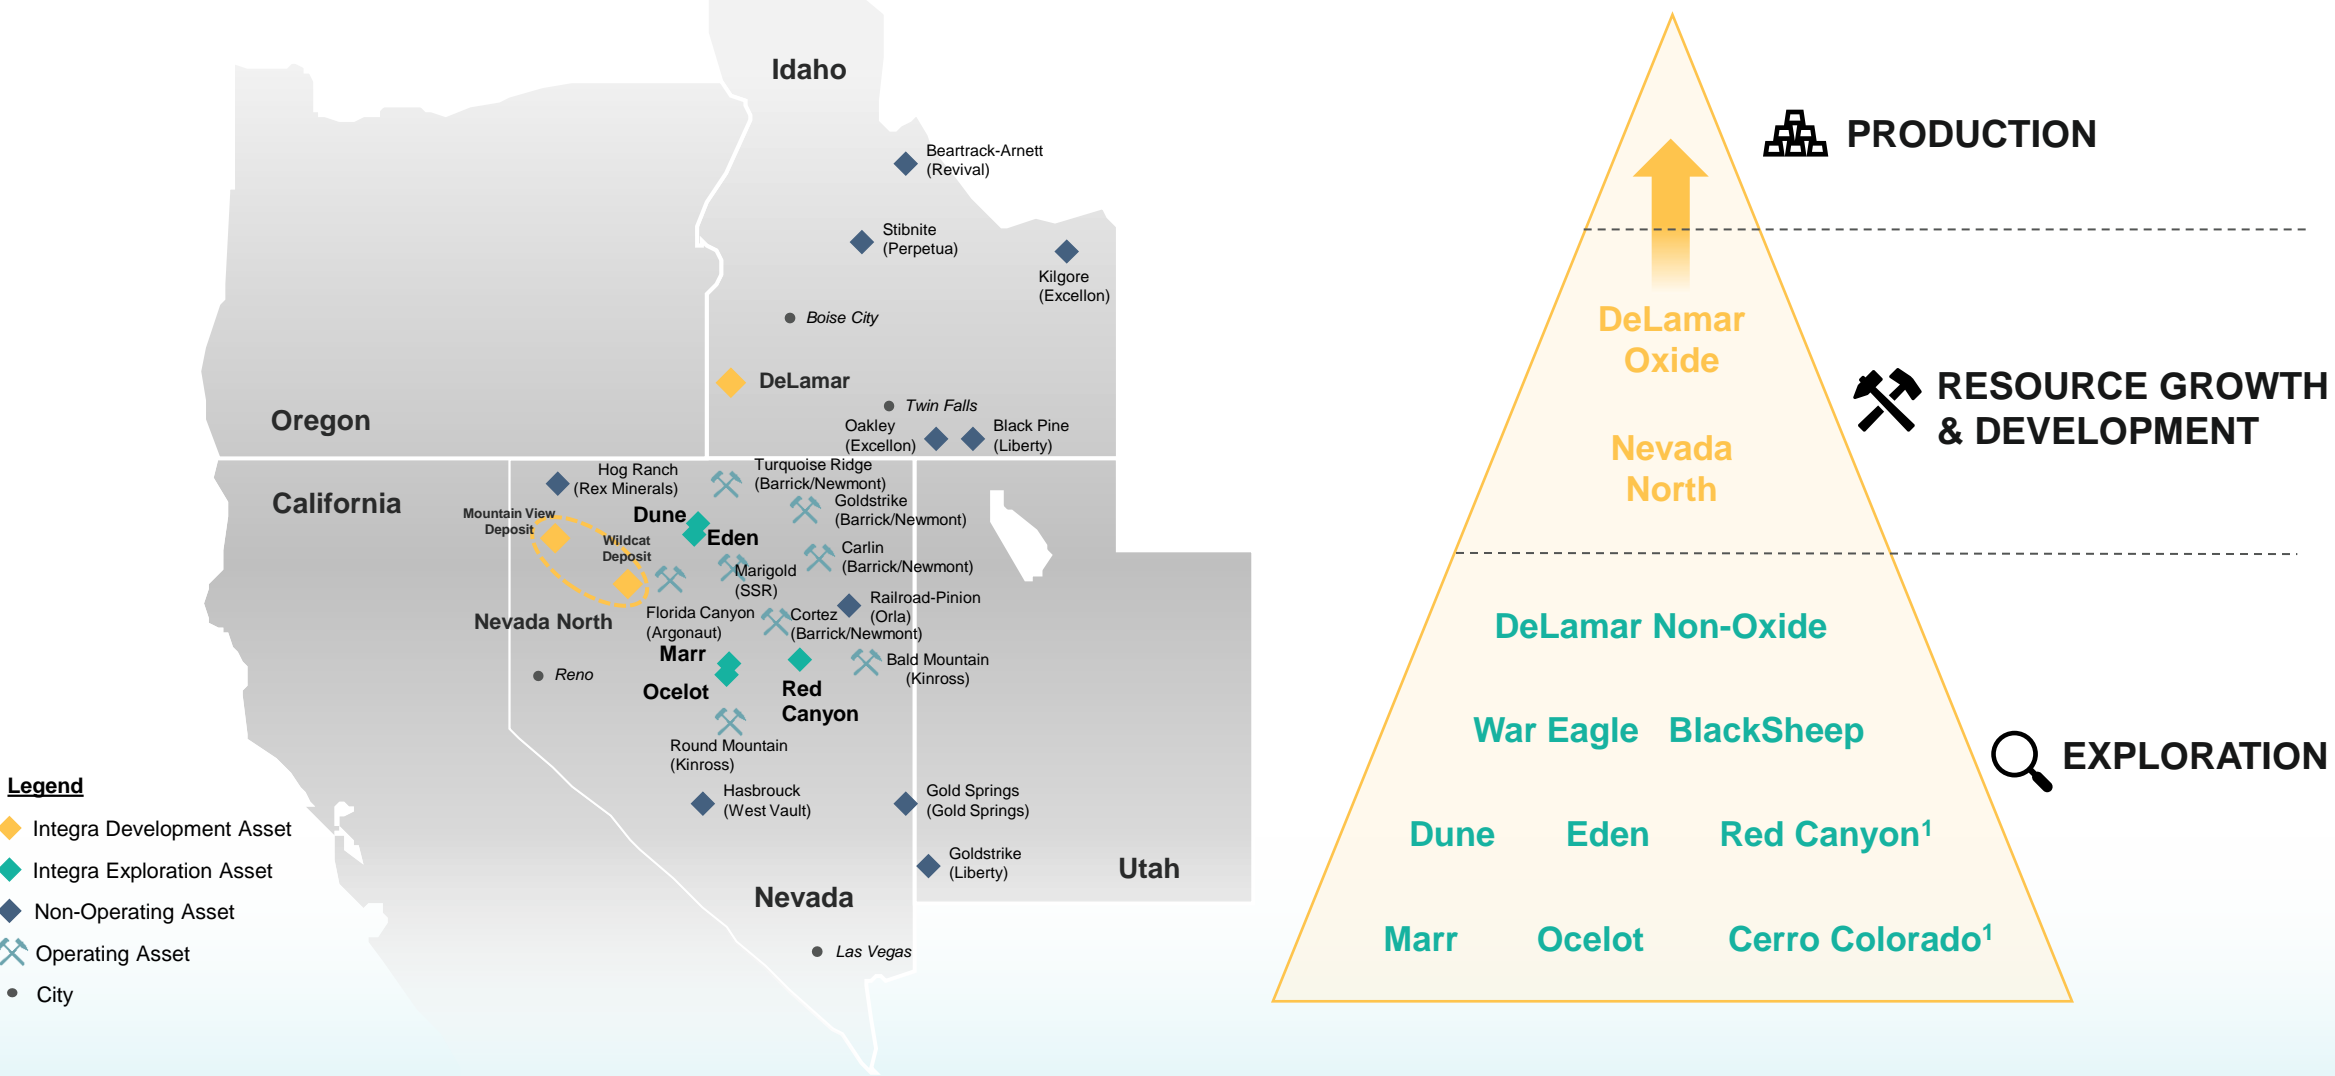 Idaho
Beartrack-Arnett
(Revival)
Stibnite
(Perpetua)
Kilgore
(Excellon)
Boise City
DeLamar
Twin Falls
Oregon
Oakley
(Excellon)
Black Pine
(Liberty)
California
Hog Ranch
(Rex Minerals)
Turquoise Ridge
(Barrick/Newmont)
Goldstrike
(Barrick/Newmont)
Mountain View
Deposit
Dune
Eden
Wildcat
Deposit
Carlin
(Barrick/Newmont)
Marigold
(SSR)
Railroad-Pinion
(Orla)
Nevada North
Florida Canyon
(Argonaut)
Cortez
(Barrick/Newmont)
Marr
Bald Mountain
(Kinross)
Reno
Ocelot
Red
Canyon
Round Mountain
(Kinross)
Hasbrouck
(West Vault)
Gold Springs
(Gold Springs)
Goldstrike
(Liberty)
Utah
Nevada
Las Vegas
Legend
Integra Development Asset
Integra Exploration Asset
Non-Operating Asset
Operating Asset
City
PRODUCTION
DeLamar
Oxide
Nevada
North
RESOURCE GROWTH
& DEVELOPMENT
DeLamar Non-Oxide
War Eagle BlackSheep
EXPLORATION
Dune Eden Red Canyon¹
Marr Ocelot Cerro Colorado¹